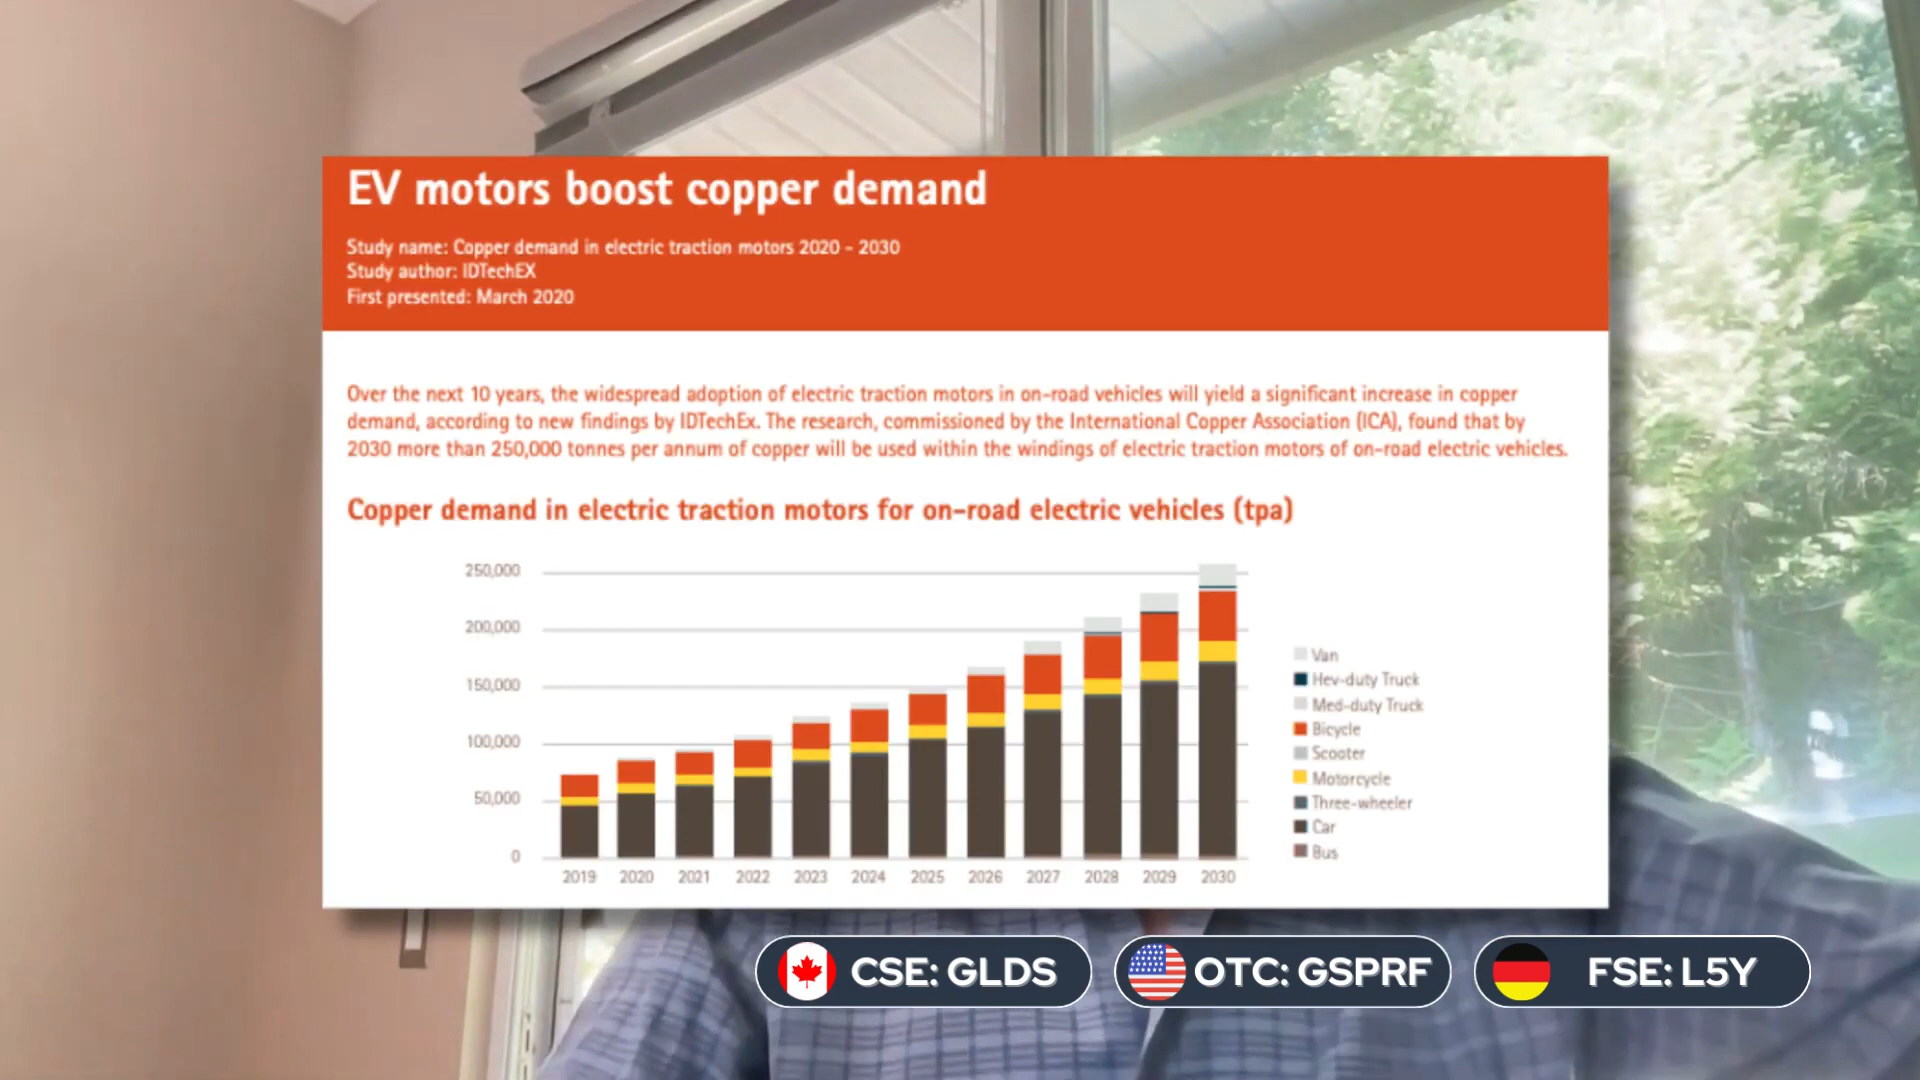 EV motors boost copper demand
Study name: Copper demand in electric traction motors 2020 - 2030
Study author: IDTechEX
First presented: March 2020
Over the next 10 years, the widespread adoption of electric traction motors in on-road vehicles will yield a significant increase in copper
demand, according to new findings by IDTechEx. The research, commissioned by the International Copper Association (ICA), found that by
2030 more than 250,000 tonnes per annum of copper will be used within the windings of electric traction motors of on-road electric vehicles.
Copper demand in electric traction motors for on-road electric vehicles (tpa)
250,000
200,000
150,000
100,000
50,000
0
2019 2020 2021 2022 2023 2024 2025 2026 2027 2028 2029 2030
Van
Hev-duty Truck
Med-duty Truck
Bicycle
Scooter
Motorcycle
Three-wheeler
Car
Bus
CSE: GLDS
OTC: GSPRF
FSE: L5Y